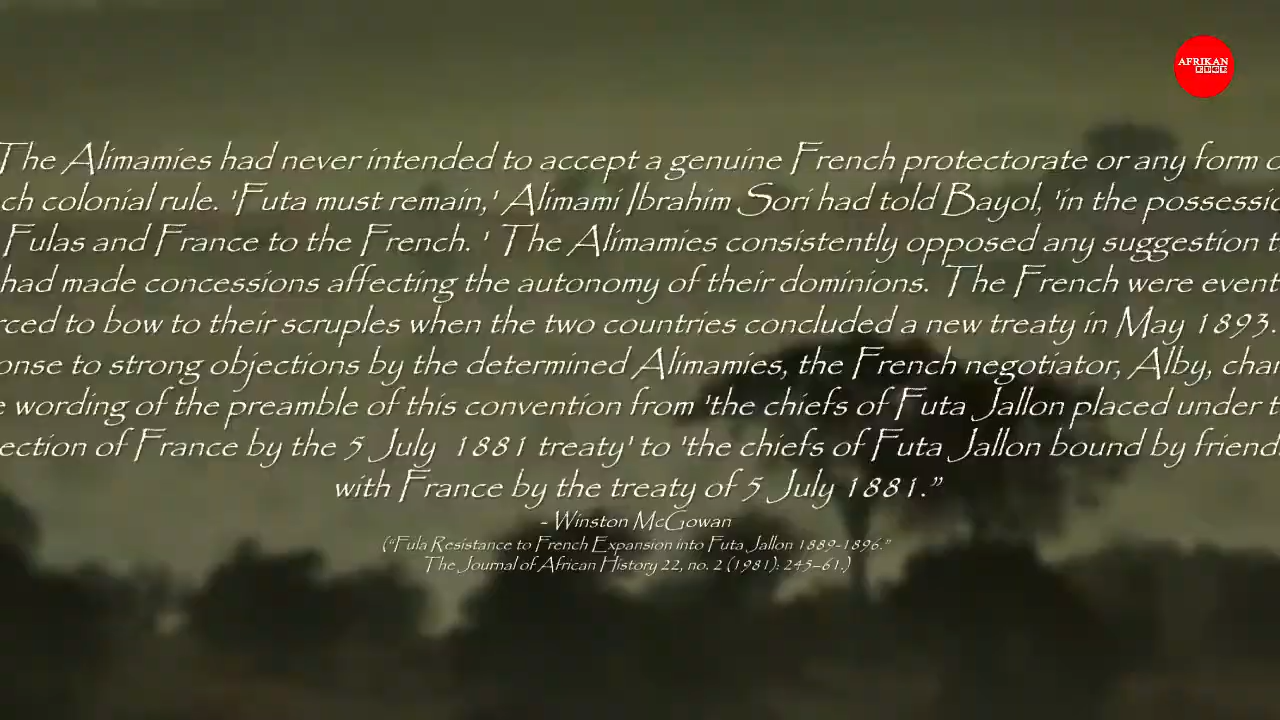 AFRIKAN
The Alimamies had never intended to accept a genuine French protectorate or any form o
ch colonial rule. 'Futa must remain,' Alimami Ibrahim Sori had told Bayol, 'in the possessio
Fulas and France to the French. ' The Alimamies consistently opposed any suggestion t
had made concessions affecting the autonomy of their dominions. The French were event
rced to bow to their scruples when the two countries concluded a new treaty in May 1893.
onse to strong objections by the determined Alimamies, the French negotiator, Alby, chan
e wording of the preamble of this convention from 'the chiefs of Futa Jallon placed under t
ection of France by the 5 July 1881 treaty' to 'the chiefs of Futa Jallon bound by friend
with France by the treaty of 5 July 1881.”
- Winston McGowan
(“Fula Resistance to French Expansion into Futa Jallon 1889-1896.”
The Journal of African History 22, no. 2 (1981): 245–61.)